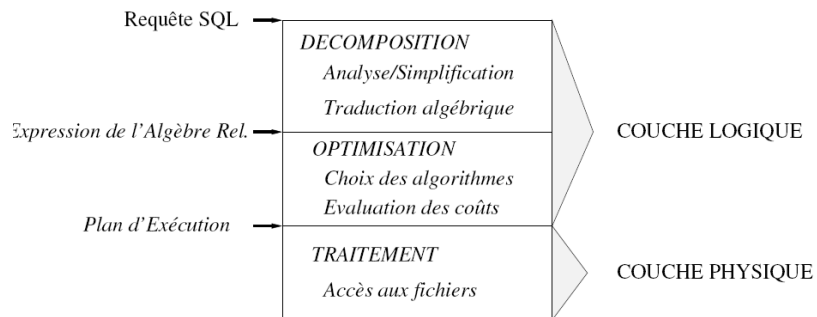 Requête SQL
DECOMPOSITION
Analyse/Simplification
Traduction algébrique
Expression de l'Algèbre Rel.
COUCHE LOGIQUE
OPTIMISATION
Choix des algorithmes
Evaluation des coûts
Plan d'Exécution
TRAITEMENT
Accès aux fichiers
COUCHE PHYSIQUE